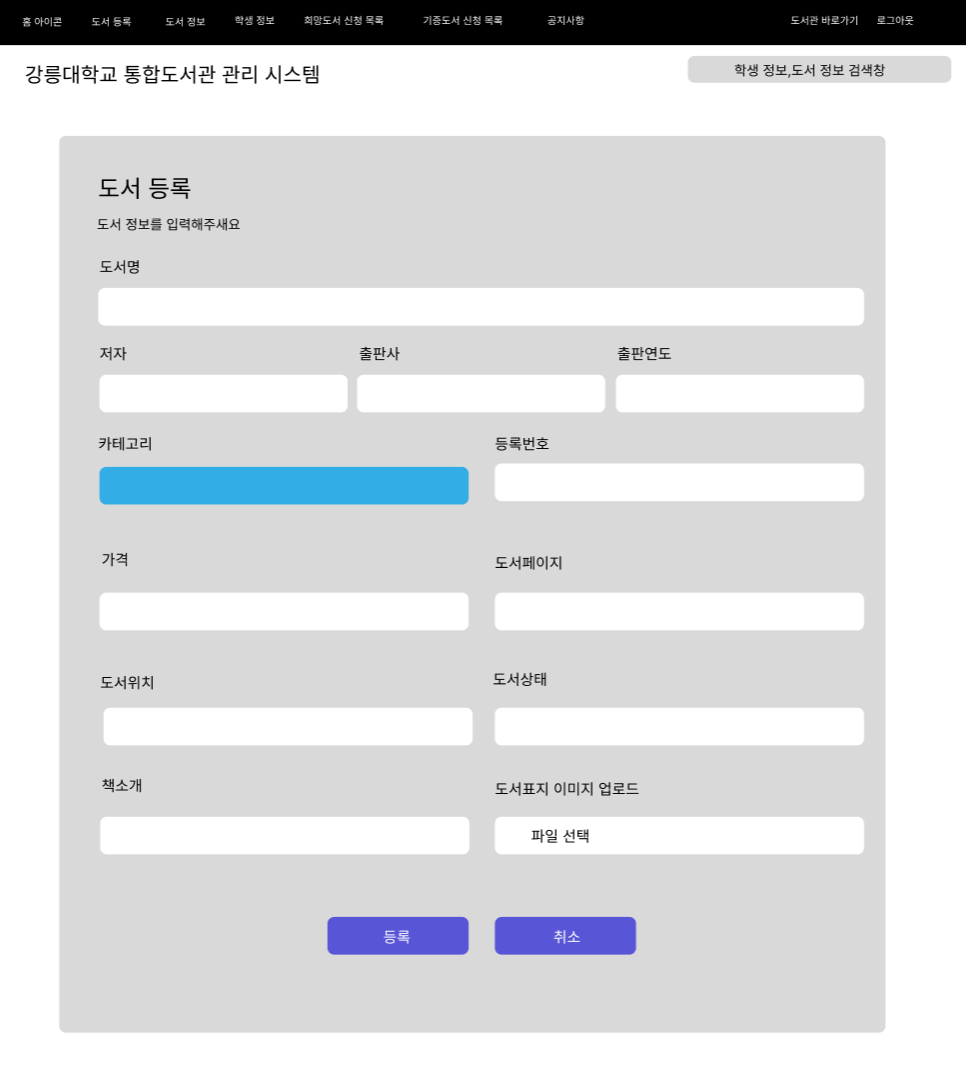 홈 아이콘 도서 등록 도서 정보 학생 정보 희망도서 신청 목록 기증도서 신청 목록 공지사항 도서관 바로가기 로그아웃
강릉대학교 통합도서관 관리 시스템 학생 정보,도서 정보 검색창
도서 등록
도서 정보를 입력해주새요
도서명
저자 출판사 출판연도
카테고리 등록번호
가격 도서페이지
도서위치 도서상태
책소개 도서표지 이미지 업로드
파일 선택
등록 취소